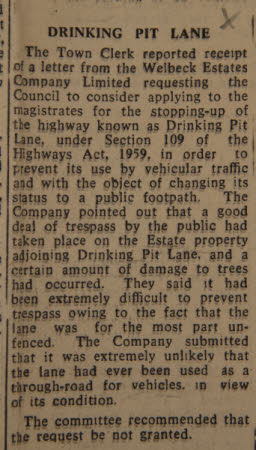 DRINKING PIT LANE
The Town Clerk reported receipt
of a letter from the Welbeck Estates
Company Limited requesting the
Council to consider applying to the
magistrates for the stopping-up of
the highway known as Drinking Pit
Lane, under Section 109 of the
Highways Act, 1959, in order to
prevent its use by vehicular traffic
and with the object of changing its
status to a public footpath. The
Company pointed out that a good
deal of trespass by the public had
taken place on the Estate property
adjoining Drinking Pit Lane, and a
certain amount of damage to trees
had occurred. They said it had
been extremely difficult to prevent
trespass owing to the fact that the
lane was for the most part un-
fenced. The Company submitted
that it was extremely unlikely that
the lane had ever been used as a
through-road for vehicles, in view
of its condition.
The committee recommended that
the request be not granted.